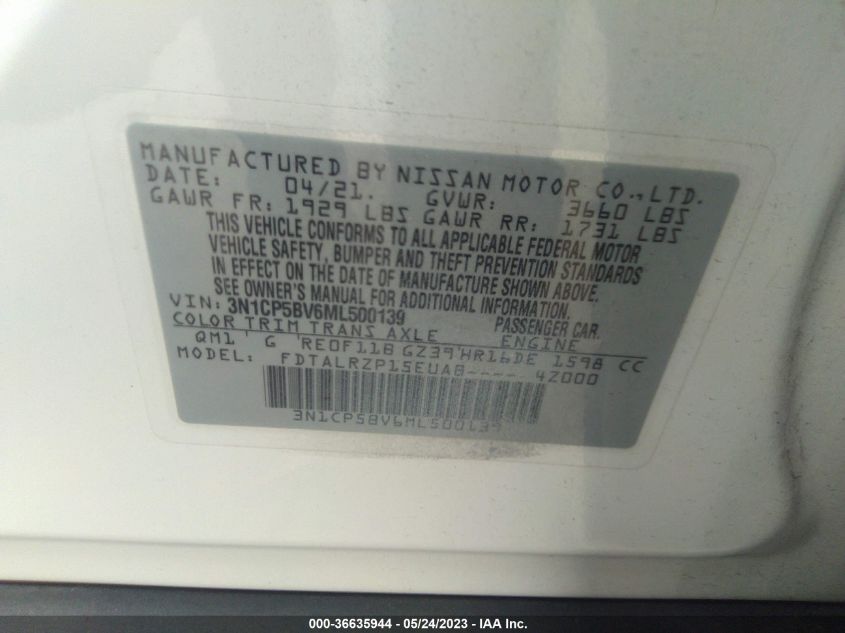 MANUFACTURED BY NISSAN MOTOR CO., LTD.
DATE: 04/21. GVWR: 3660 LBS
GAWR FR: 1929 LBS GAWR RR: 1731 LBS
THIS VEHICLE CONFORMS TO ALL APPLICABLE FEDERAL MOTOR
VEHICLE SAFETY, BUMPER AND THEFT PREVENTION STANDARDS
IN EFFECT ON THE DATE OF MANUFACTURE SHOWN ABOVE.
SEE OWNER'S MANUAL FOR ADDITIONAL INFORMATION.
VIN: 3N1CP5BV6ML500139 PASSENGER CAR.
COLOR TRIM TRANS AXLE ENGINE
QM1 G RE0F11B GZ39 HR16DE 1598 CC
MODEL: FDTALRZP15EUAB---- 4Z000
3N1CP5BV6ML500139
000-36635944 - 05/24/2023 - IAA Inc.